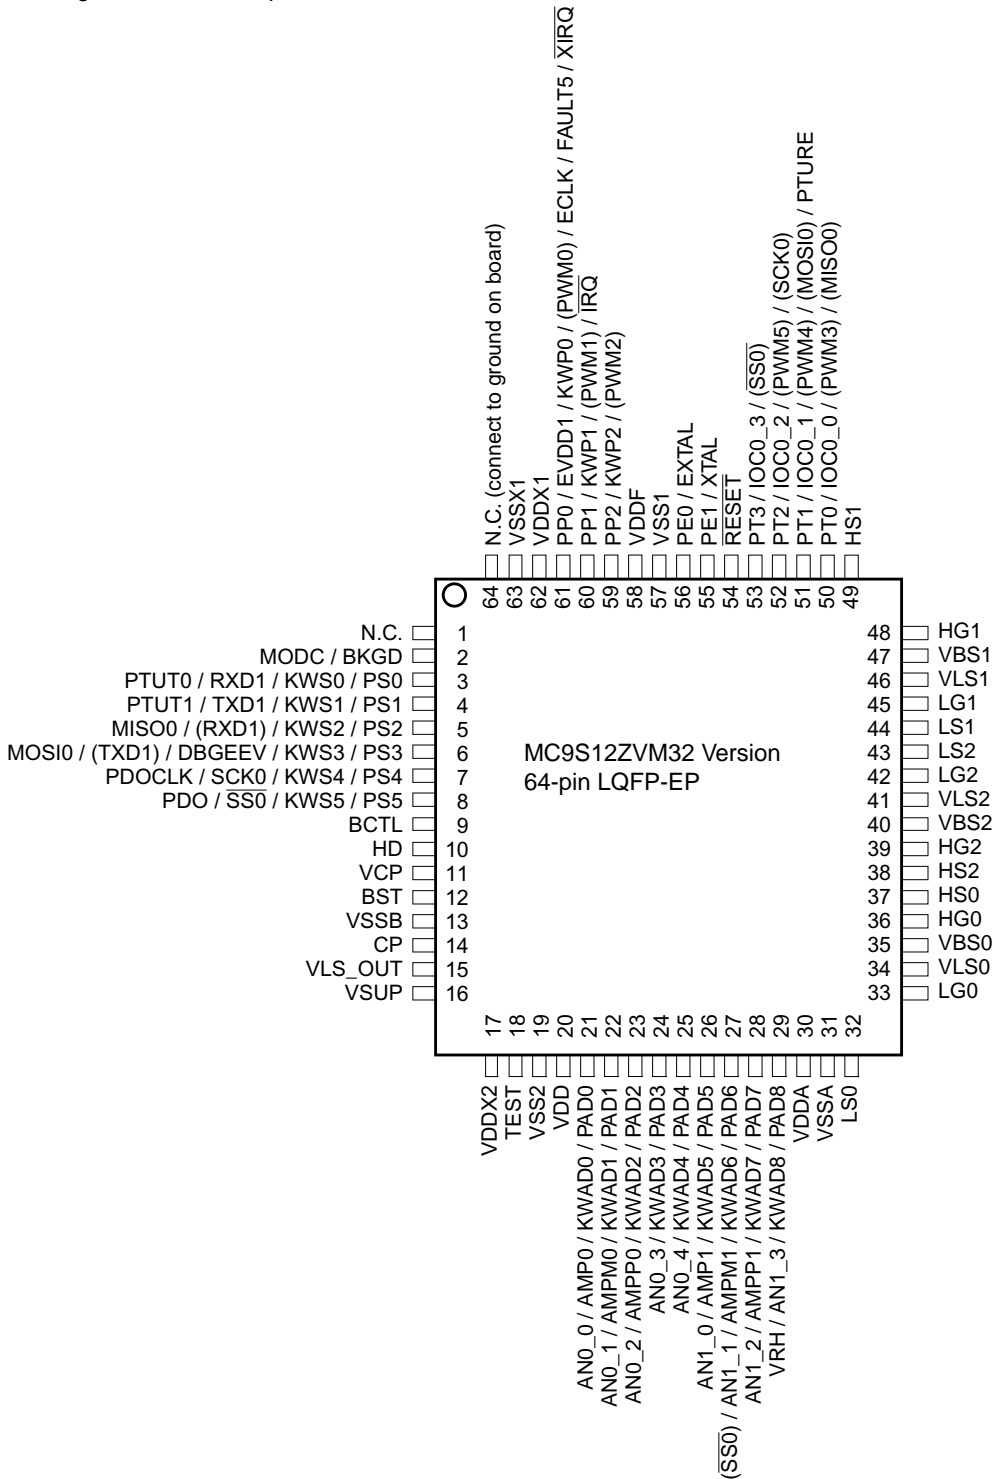 N.C. (connect to ground on board)
VSSX1
VDDX1
PP0 / EVDD1 / KWP0 / (PWM0) / ECLK / FAULT5 / XIRQ
PP1 / KWP1 / (PWM1) / IRQ
PP2 / KWP2 / (PWM2)
VDDF
VSS1
PE0 / EXTAL
PE1 / XTAL
RESET
PT3 / IOC0_3 / (SS0)
PT2 / IOC0_2 / (PWM5) / (SCK0)
PT1 / IOC0_1 / (PWM4) / (MOSI0) / PTURE
PT0 / IOC0_0 / (PWM3) / (MISO0)
HS1
64 63 62 61 60 59 58 57 56 55 54 53 52 51 50 49
N.C. 1
MODC / BKGD 2
PTUT0 / RXD1 / KWS0 / PS0 3
PTUT1 / TXD1 / KWS1 / PS1 4
MISO0 / (RXD1) / KWS2 / PS2 5
MOSI0 / (TXD1) / DBGEEV / KWS3 / PS3 6
PDOCLK / SCK0 / KWS4 / PS4 7
PDO / SS0 / KWS5 / PS5 8
BCTL 9
HD 10
VCP 11
BST 12
VSSB 13
CP 14
VLS_OUT 15
VSUP 16
MC9S12ZVM32 Version
64-pin LQFP-EP
48 HG1
47 VBS1
46 VLS1
45 LG1
44 LS1
43 LS2
42 LG2
41 VLS2
40 VBS2
39 HG2
38 HS2
37 HS0
36 HG0
35 VBS0
34 VLS0
33 LG0
17 18 19 20 21 22 23 24 25 26 27 28 29 30 31 32
VDDX2
TEST
VSS2
VDD
AN0_0 / AMP0 / KWAD0 / PAD0
AN0_1 / AMPM0 / KWAD1 / PAD1
AN0_2 / AMPP0 / KWAD2 / PAD2
AN0_3 / KWAD3 / PAD3
AN0_4 / KWAD4 / PAD4
AN1_0 / AMP1 / KWAD5 / PAD5
(SS0) / AN1_1 / AMPM1 / KWAD6 / PAD6
AN1_2 / AMPP1 / KWAD7 / PAD7
VRH / AN1_3 / KWAD8 / PAD8
VDDA
VSSA
LS0